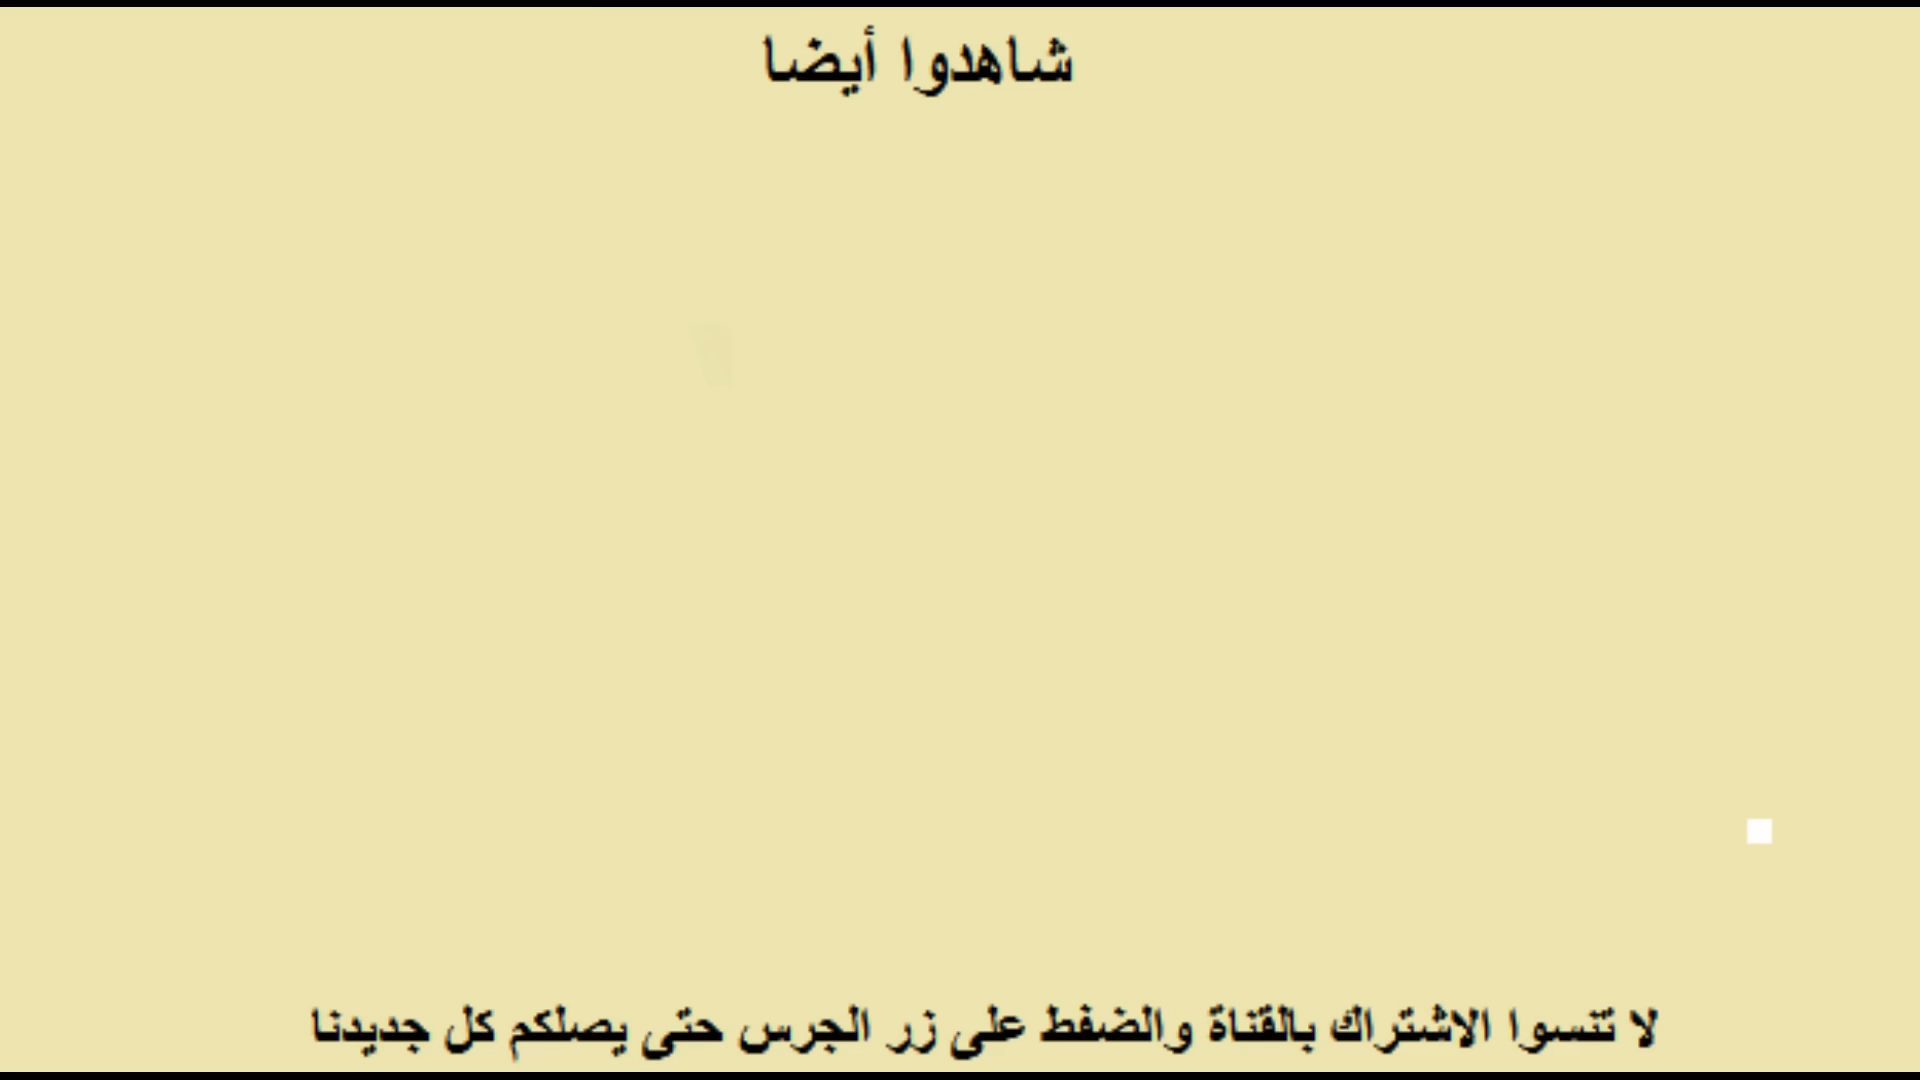 شاهدوا أيضا
لا تنسوا الاشتراك بالقناة والضغط على زر الجرس حتى يصلكم كل جديدنا